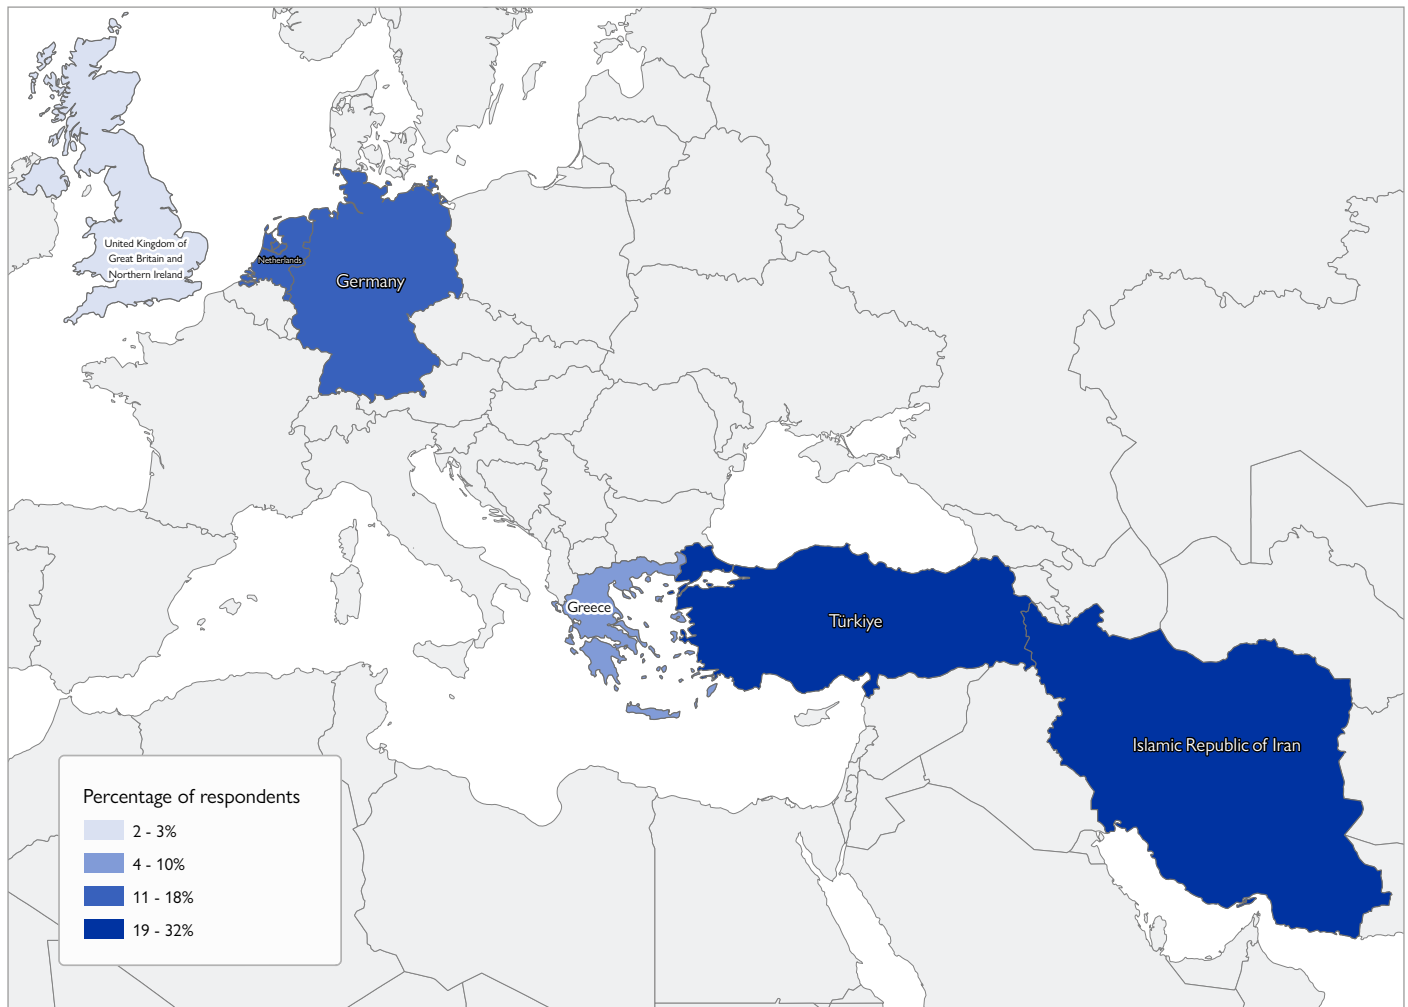 United Kingdom of
Great Britain and
Northern Ireland
Netherlands
Germany
Greece
Türkiye
Islamic Republic of Iran
Percentage of respondents
2 - 3%
4 - 10%
11 - 18%
19 - 32%